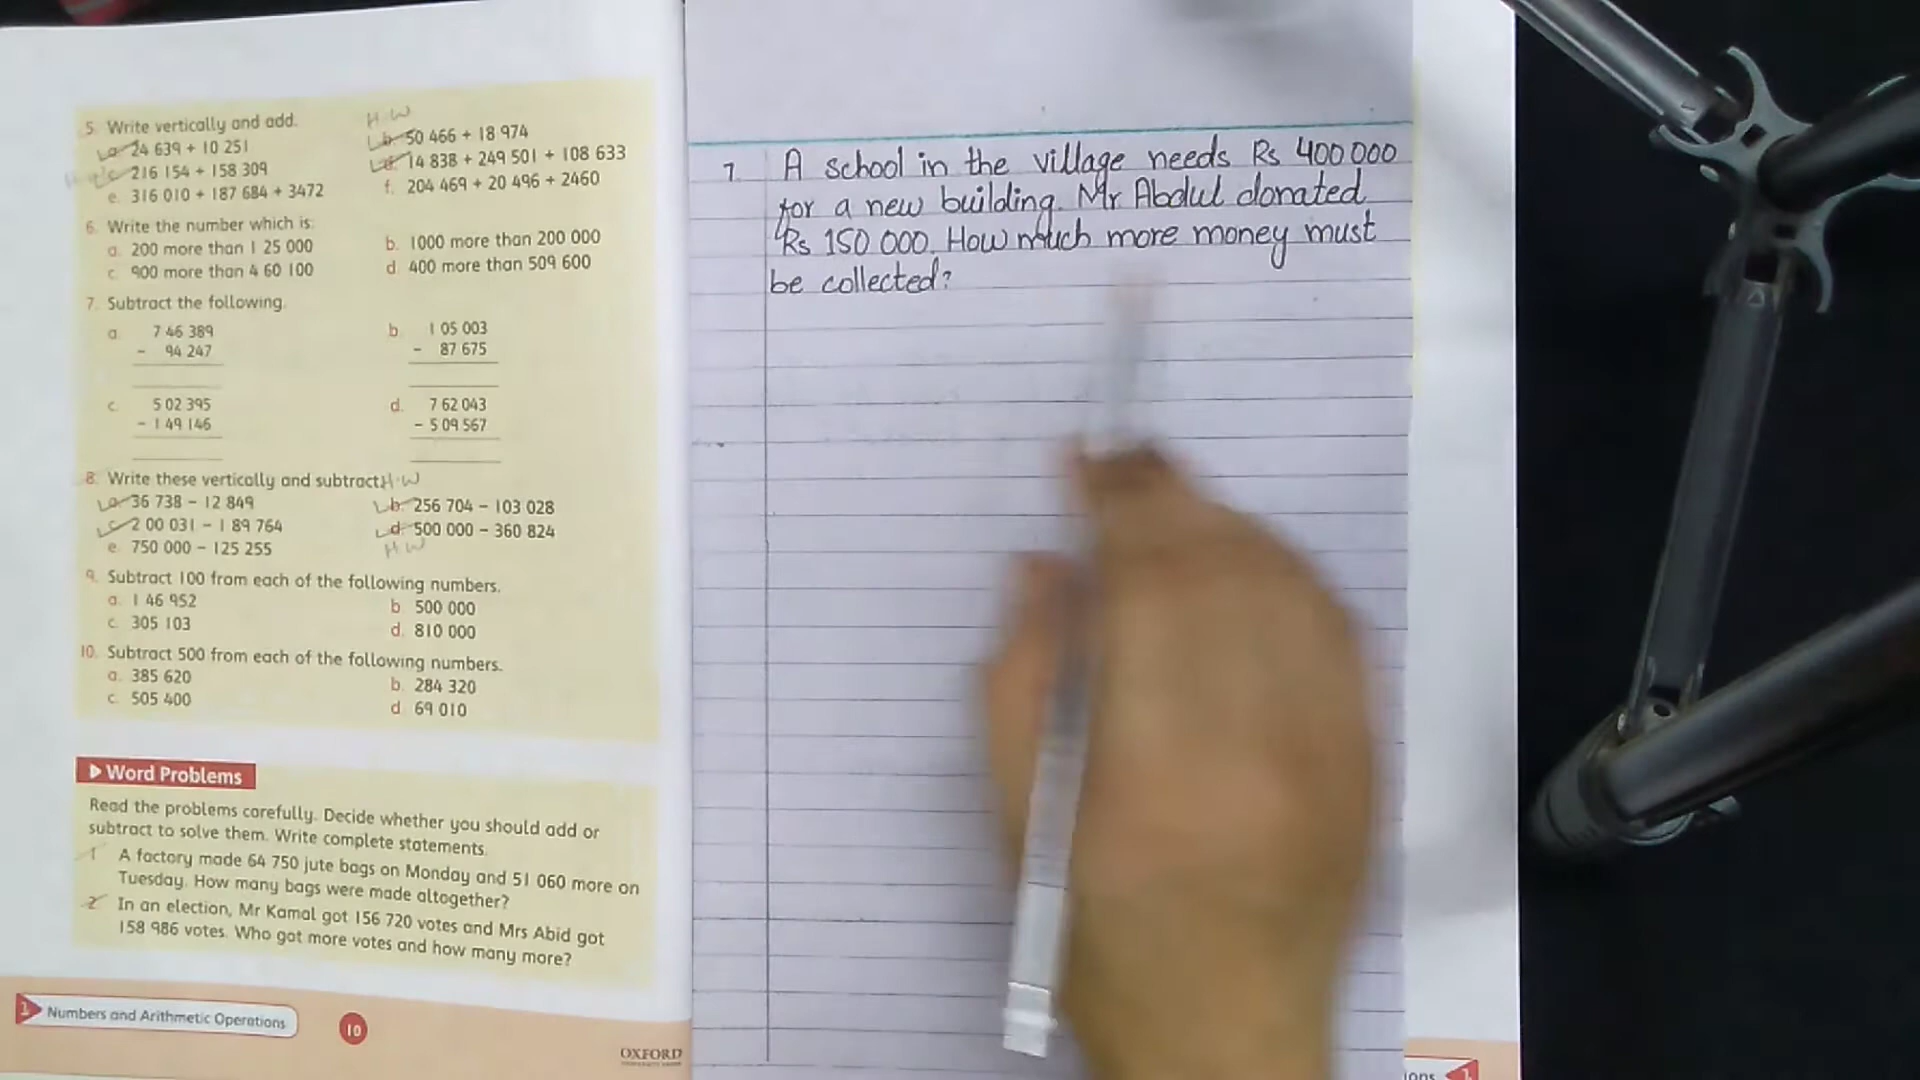 5. Write vertically and add.
H.W
a. 24 639 + 10 251
b. 50 466 + 18 974
c. 216 154 + 158 309
d. 14 838 + 249 501 + 108 633
e. 316 010 + 187 684 + 3472
f. 204 469 + 20 496 + 2460
6. Write the number which is:
a. 200 more than 1 25 000
b. 1000 more than 200 000
c. 900 more than 4 60 100
d. 400 more than 509 600
7. Subtract the following.
a. 7 46 389
- 94 247
b. 1 05 003
- 87 675
c. 5 02 395
- 1 49 146
d. 7 62 043
- 5 09 567
8. Write these vertically and subtract. H.W
a. 36 738 - 12 849
b. 256 704 - 103 028
c. 2 00 031 - 1 89 764
d. 500 000 - 360 824
e. 750 000 - 125 255
H.W
9. Subtract 100 from each of the following numbers.
a. 1 46 952
b. 500 000
c. 305 103
d. 810 000
10. Subtract 500 from each of the following numbers.
a. 385 620
b. 284 320
c. 505 400
d. 69 010
Word Problems
Read the problems carefully. Decide whether you should add or
subtract to solve them. Write complete statements.
1 A factory made 64 750 jute bags on Monday and 51 060 more on
Tuesday. How many bags were made altogether?
2 In an election, Mr Kamal got 156 720 votes and Mrs Abid got
158 986 votes. Who got more votes and how many more?
1 Numbers and Arithmetic Operations
10
OXFORD
7. A school in the village needs Rs 400 000
for a new building. Mr Abdul donated
Rs 150 000. How much more money must
be collected?
ions 1